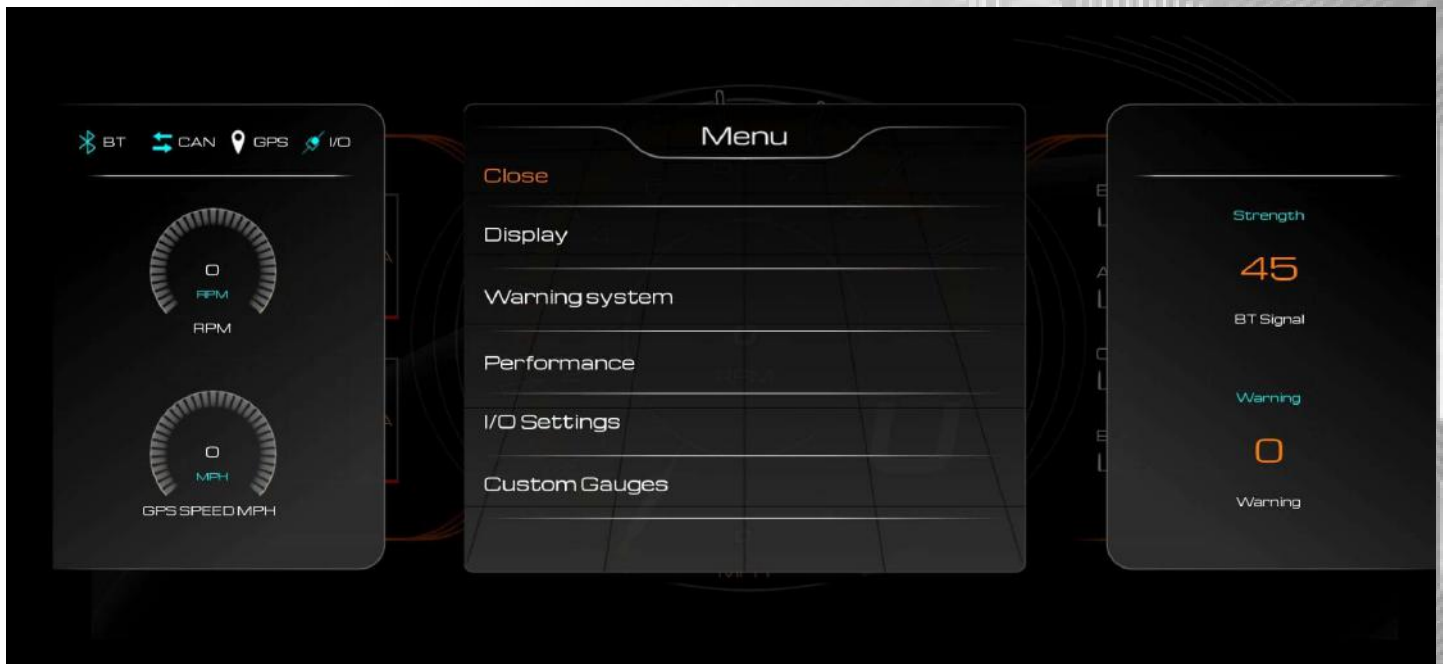 BT CAN GPS I/O
0
RPM
RPM
0
MPH
GPS SPEED MPH
Menu
Close
Display
Warning system
Performance
I/O Settings
Custom Gauges
Strength
45
BT Signal
Warning
0
Warning